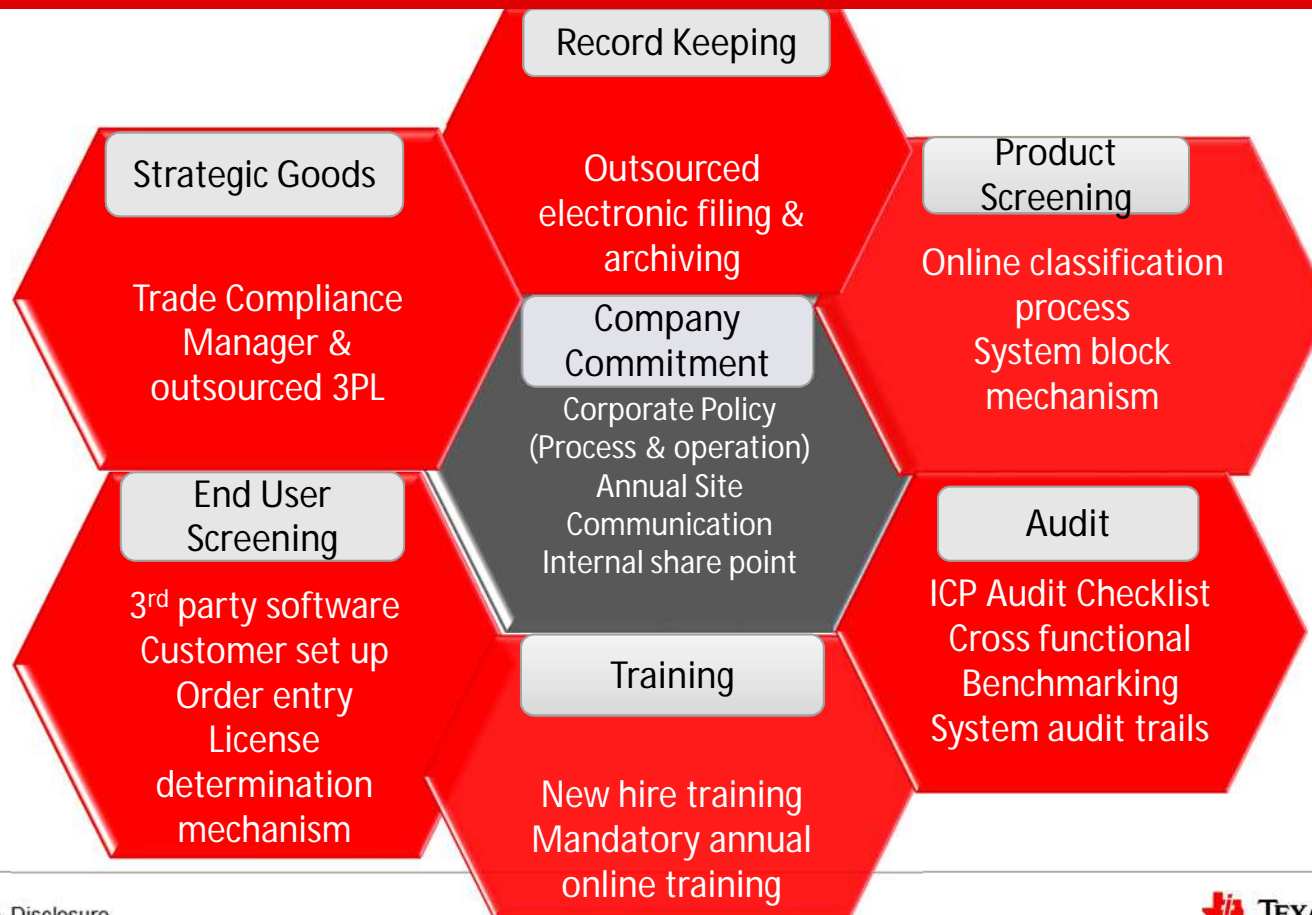 Record Keeping
Outsourced
electronic filing &
archiving
Strategic Goods
Trade Compliance
Manager &
outsourced 3PL
Product
Screening
Online classification
process
System block
mechanism
Company
Commitment
Corporate Policy
(Process & operation)
Annual Site
Communication
Internal share point
End User
Screening
3rd party software
Customer set up
Order entry
License
determination
mechanism
Audit
ICP Audit Checklist
Cross functional
Benchmarking
System audit trails
Training
New hire training
Mandatory annual
online training
Disclosure